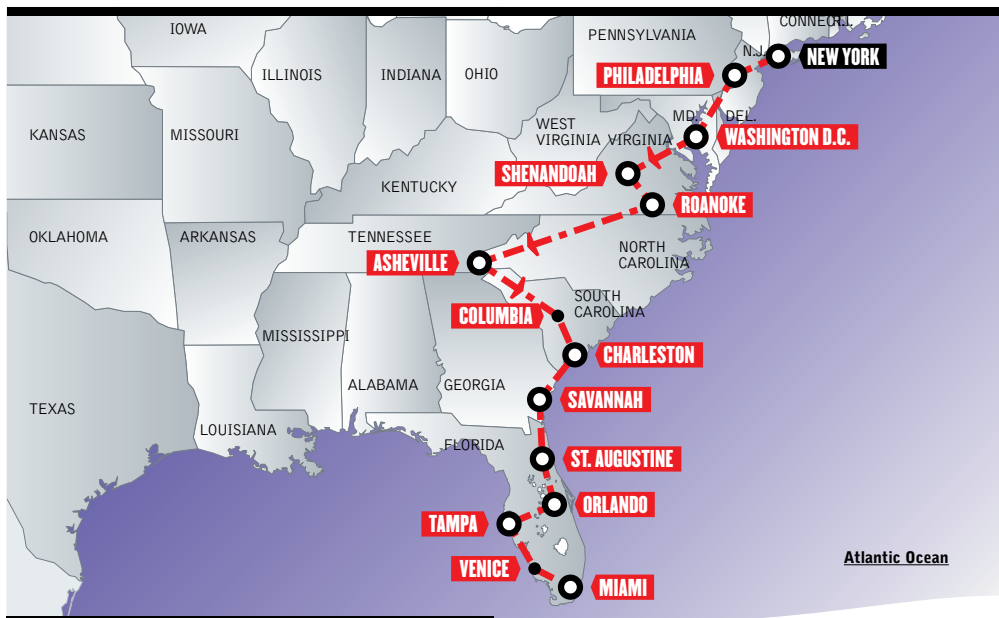 CONNECT.
R.I.
IOWA
PENNSYLVANIA
N.J.
NEW YORK
ILLINOIS
INDIANA
OHIO
PHILADELPHIA
MD.
DEL.
KANSAS
MISSOURI
WEST
VIRGINIA
VIRGINIA
WASHINGTON D.C.
SHENANDOAH
KENTUCKY
ROANOKE
OKLAHOMA
ARKANSAS
TENNESSEE
NORTH
CAROLINA
ASHEVILLE
SOUTH
CAROLINA
COLUMBIA
MISSISSIPPI
CHARLESTON
ALABAMA
GEORGIA
SAVANNAH
TEXAS
LOUISIANA
FLORIDA
ST. AUGUSTINE
ORLANDO
TAMPA
Atlantic Ocean
VENICE
MIAMI